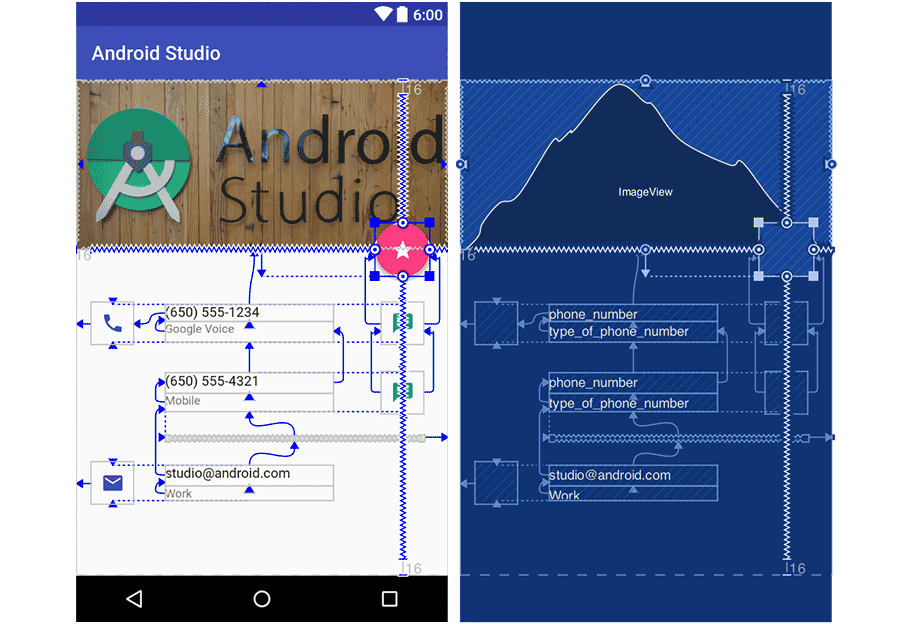 6:00
Android Studio
Android
Studio
16
16
(650) 555-1234
Google Voice
(650) 555-4321
Mobile
studio@android.com
Work
16
16
ImageView
16
phone_number
type_of_phone_number
phone_number
type_of_phone_number
studio@android.com
Work
16